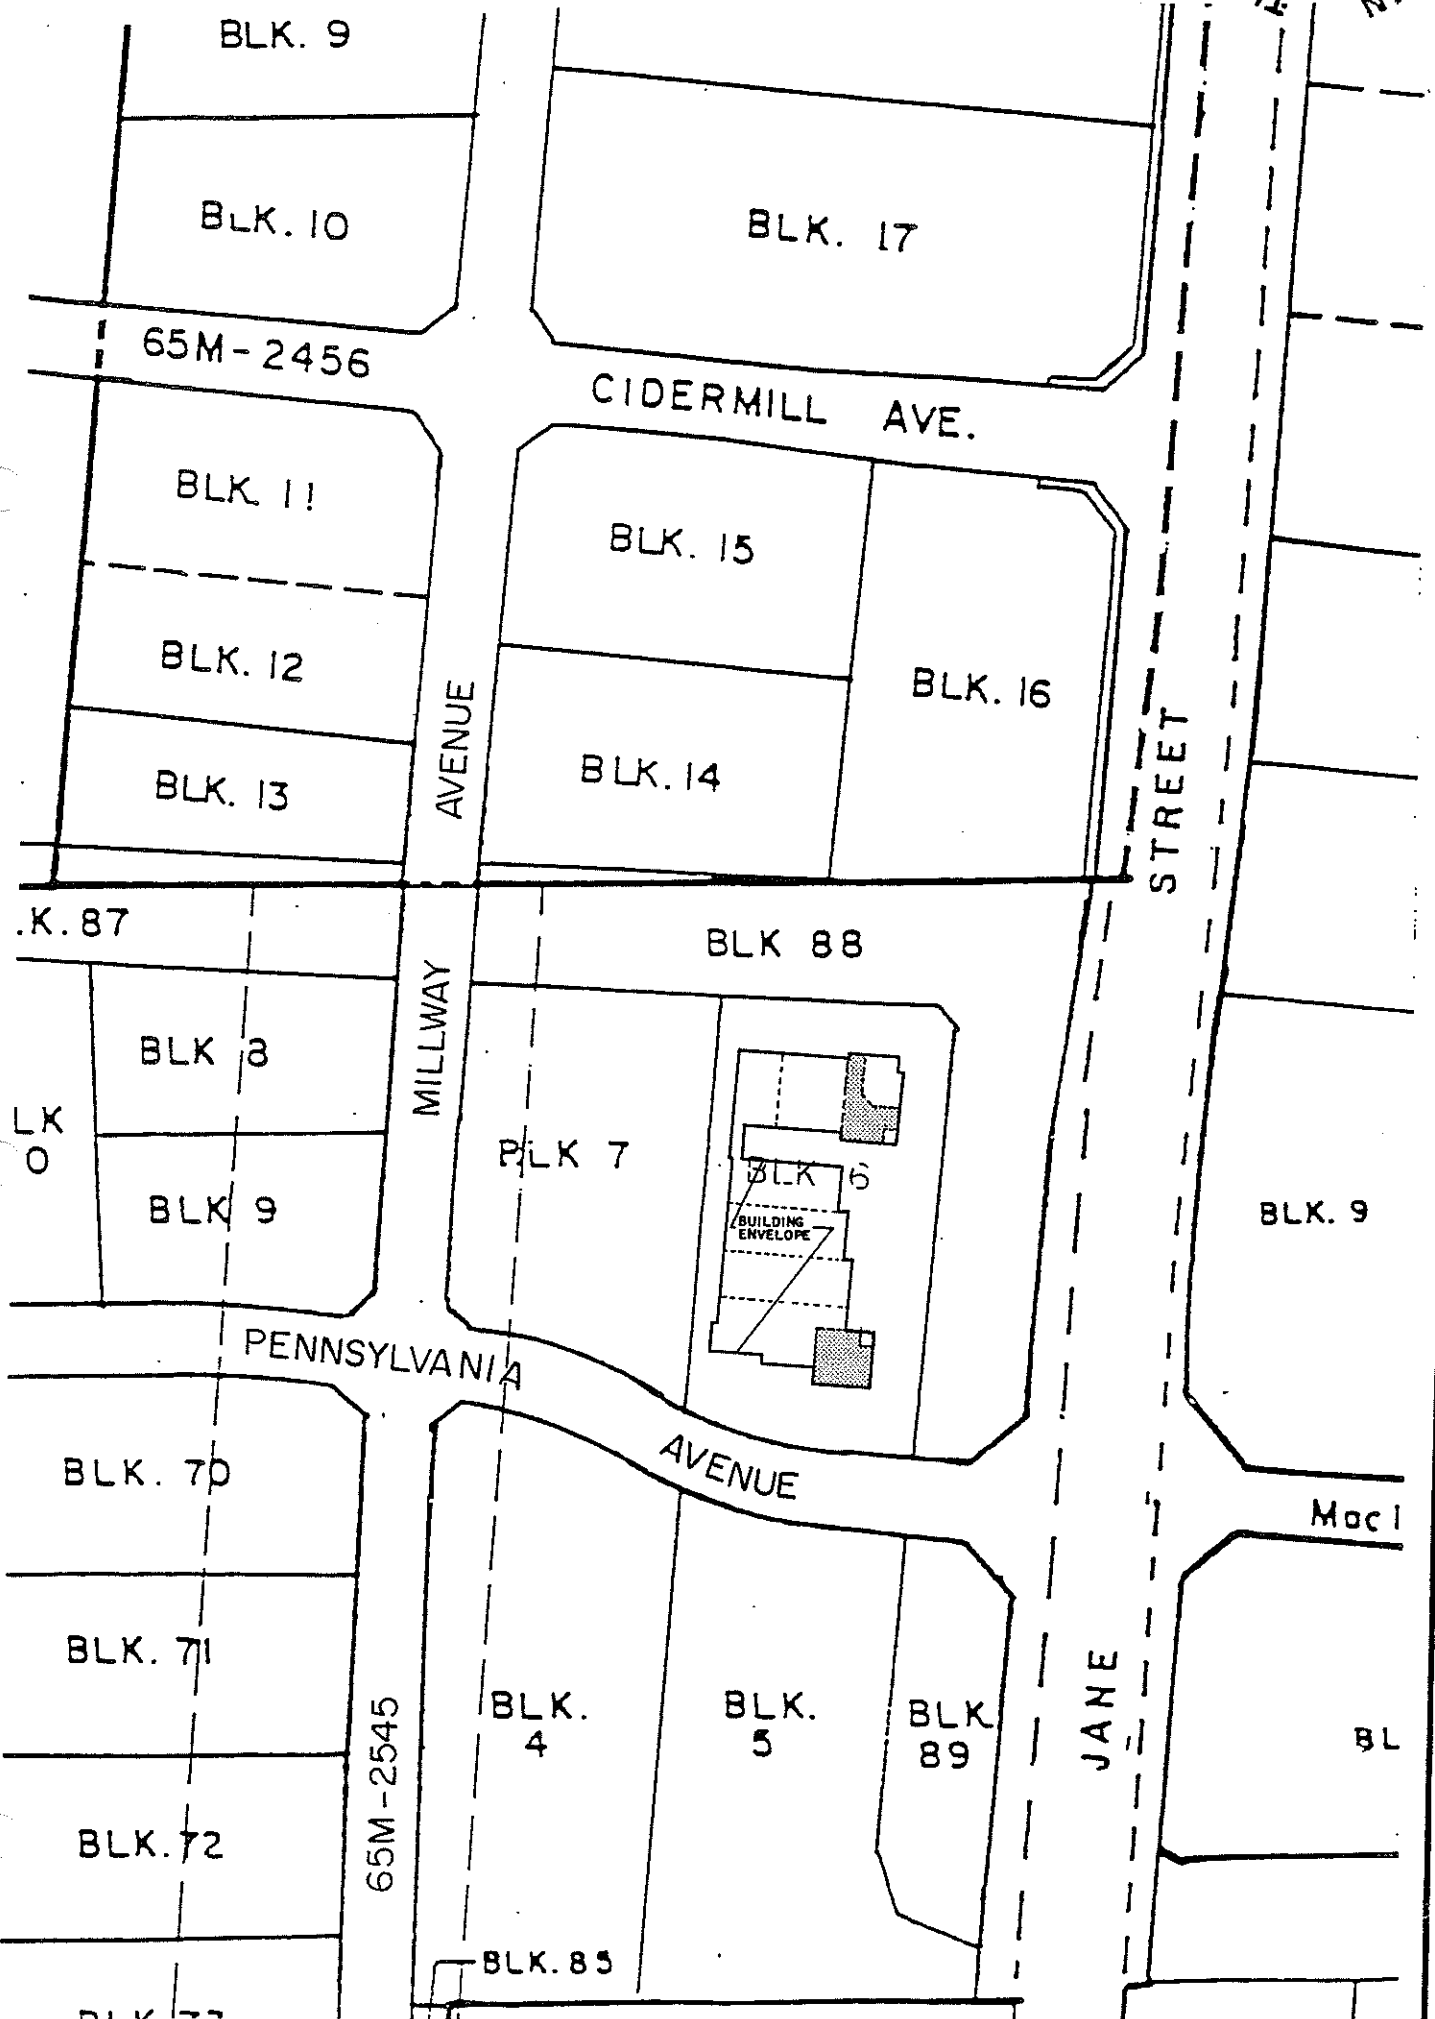 BLK. 9
BLK. 10
BLK. 17
65M-2456
CIDERMILL AVE.
BLK. 11
BLK. 15
BLK. 12
BLK. 16
AVENUE
STREET
BLK. 13
BLK. 14
.K. 87
BLK 88
MILLWAY
BLK 8
LK
0
BLK 7
BLK 6
BLK 9
BUILDING
ENVELOPE
BLK. 9
PENNSYLVANIA
AVENUE
BLK. 70
Mac
BLK. 71
JANE
BLK.
4
BLK.
5
BLK
89
BL
65M-2545
BLK. 72
BLK. 85